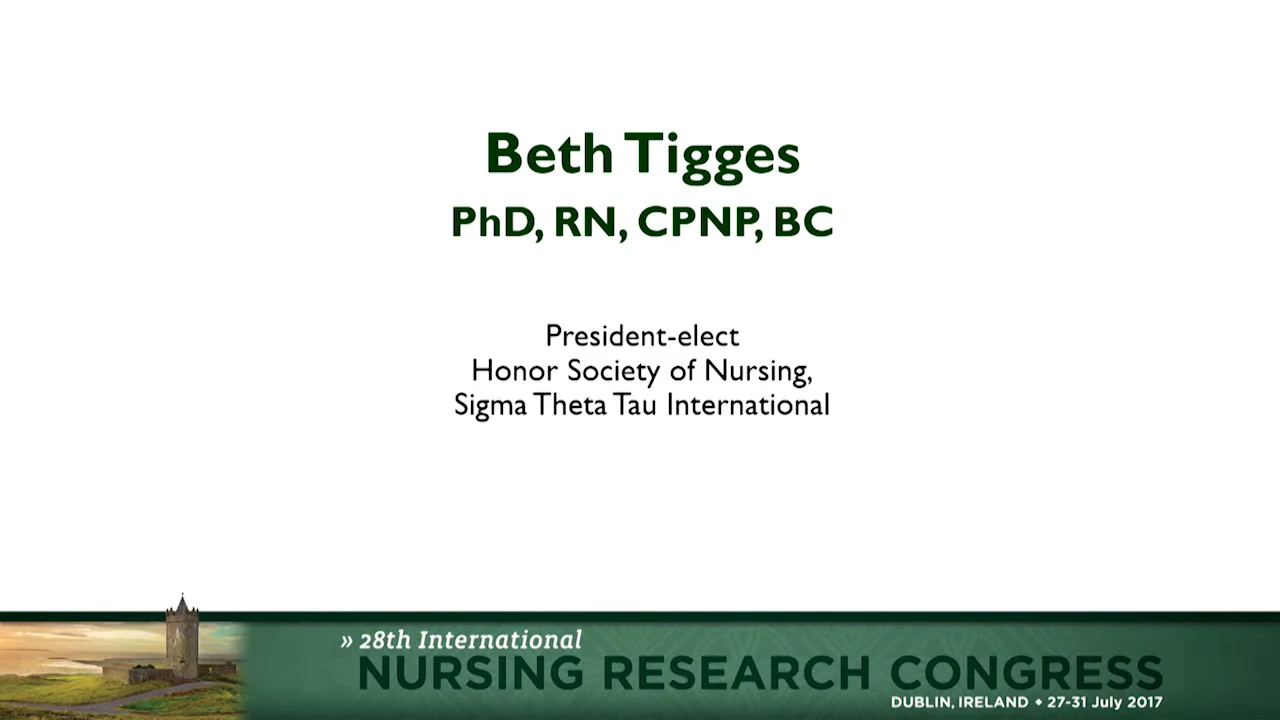 Beth Tigges
PhD, RN, CPNP, BC
President-elect
Honor Society of Nursing,
Sigma Theta Tau International
» 28th International
NURSING RESEARCH CONGRESS
DUBLIN, IRELAND • 27-31 July 2017